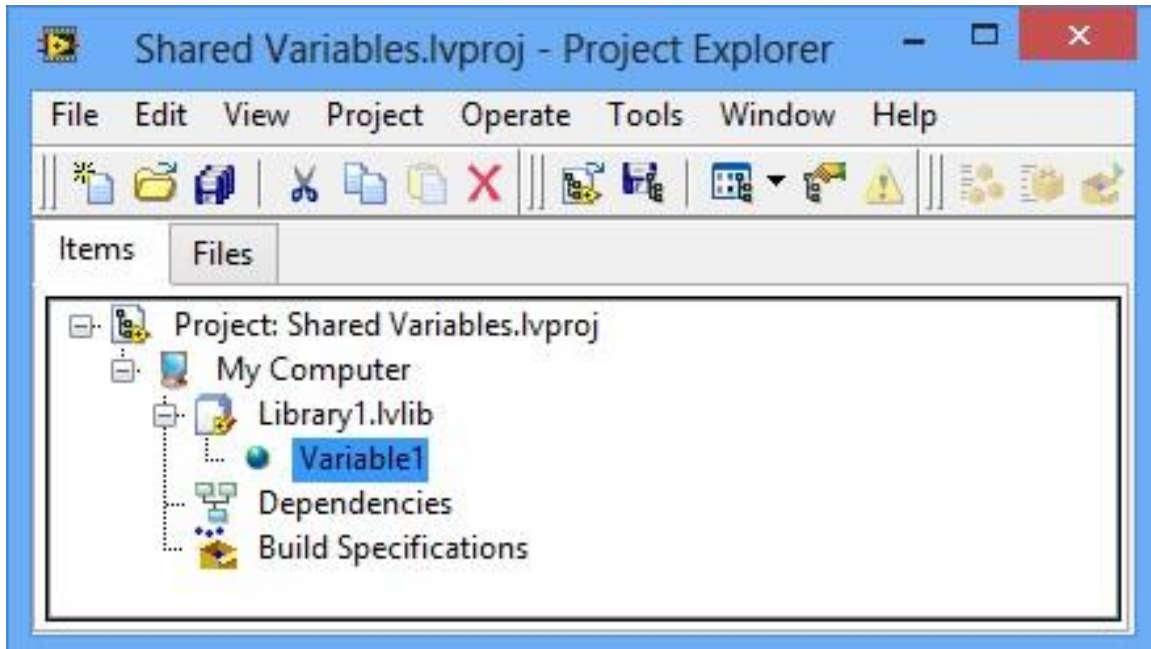 Shared Variables.lvproj - Project Explorer
File Edit View Project Operate Tools Window Help
Items Files
Project: Shared Variables.lvproj
My Computer
Library1.lvlib
Variable1
Dependencies
Build Specifications